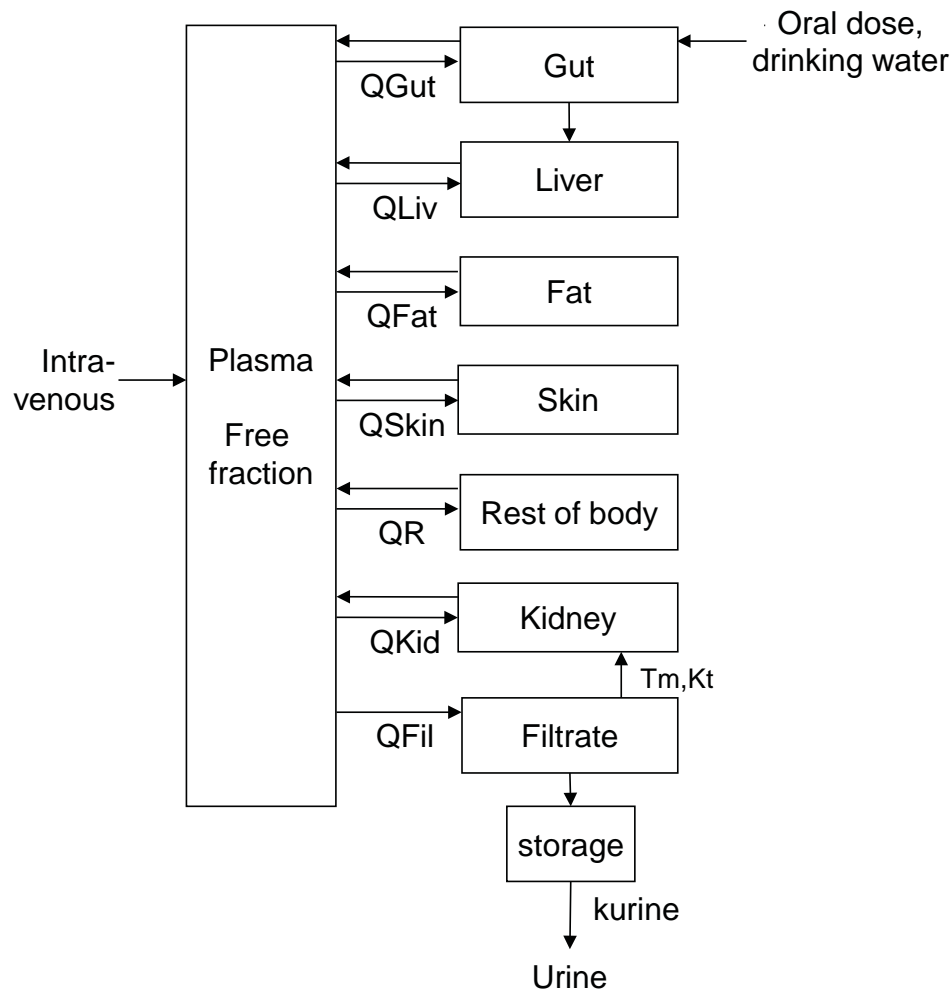 Oral dose,
drinking water
Gut
QGut
Liver
QLiv
Fat
QFat
Intra-
venous
Plasma
Free
fraction
Skin
QSkin
Rest of body
QR
Kidney
QKid
Tm,Kt
Filtrate
QFil
storage
kurine
Urine